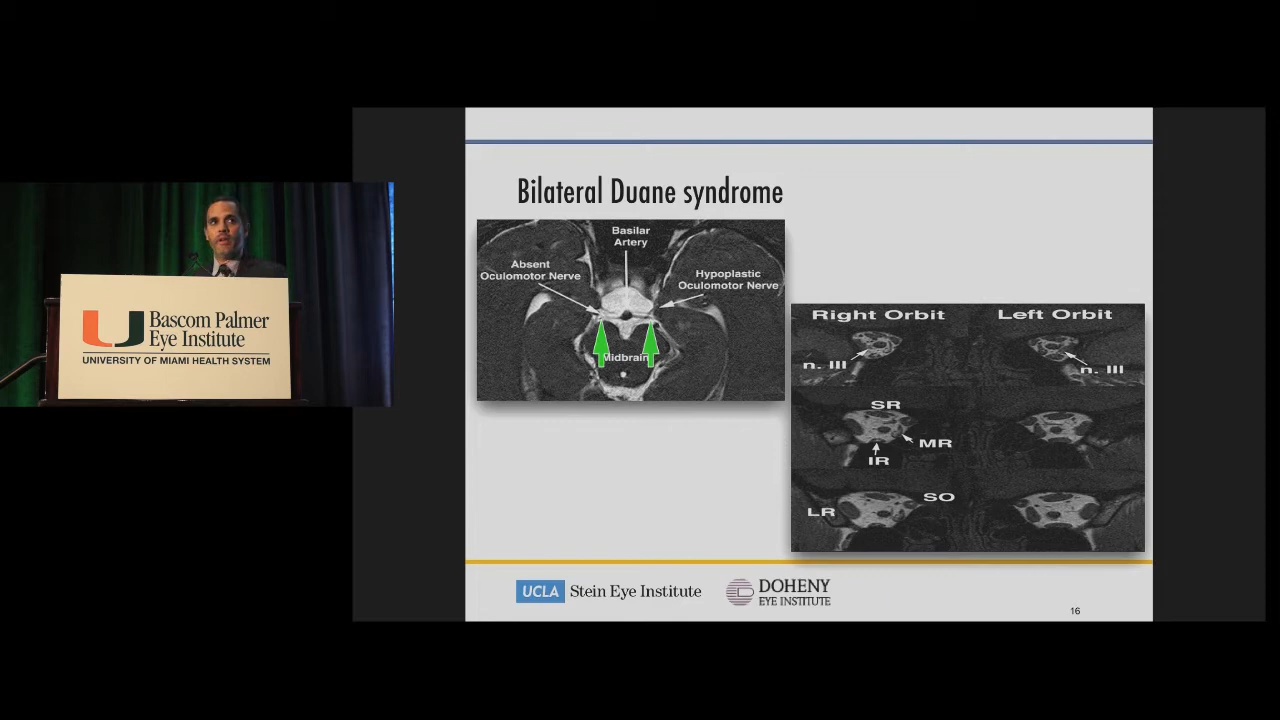 Bilateral Duane syndrome
Basilar
Artery
Absent
Oculomotor Nerve
Hypoplastic
Oculomotor Nerve
Midbrain
Right Orbit
Left Orbit
n. III
n. III
SR
MR
IR
SO
LR
Bascom Palmer
Eye Institute
UNIVERSITY OF MIAMI HEALTH SYSTEM
UCLA Stein Eye Institute
DOHENY
EYE INSTITUTE
16